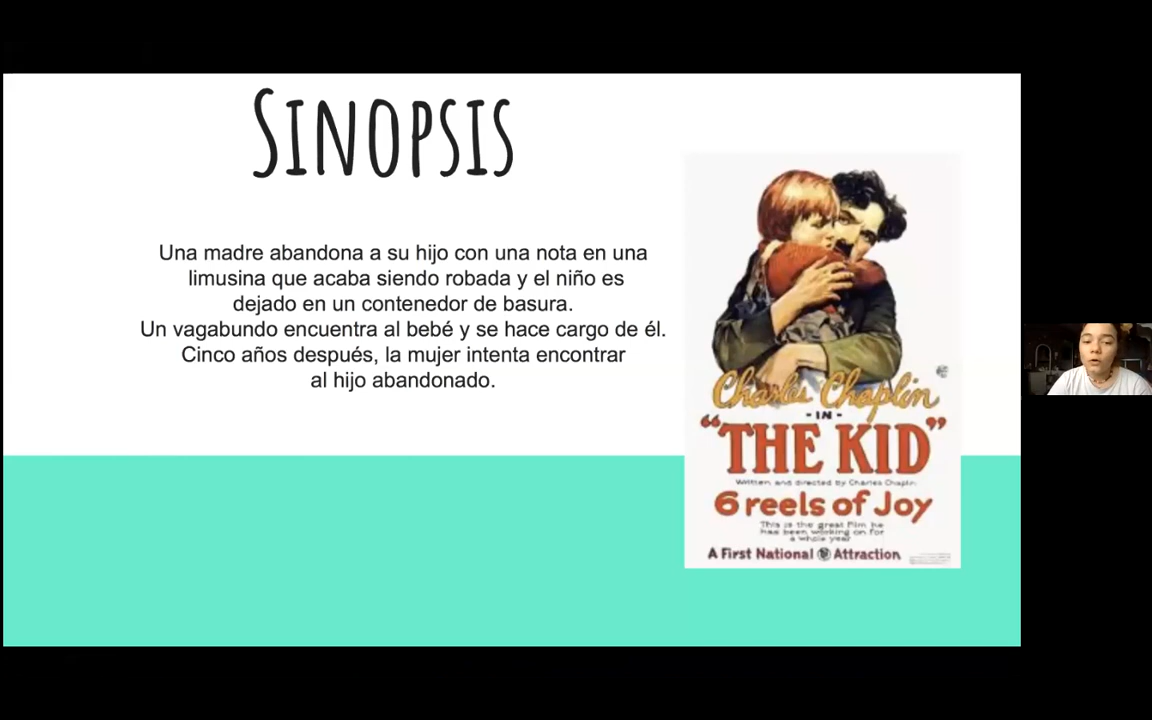 SINOPSIS
Una madre abandona a su hijo con una nota en una
limusina que acaba siendo robada y el niño es
dejado en un contenedor de basura.
Un vagabundo encuentra al bebé y se hace cargo de él.
Cinco años después, la mujer intenta encontrar
al hijo abandonado.
Charles Chaplin
- IN -
"THE KID"
Written and directed by Charles Chaplin
6 reels of Joy
This is the great film he
has been working on for
a whole year
A First National Attraction